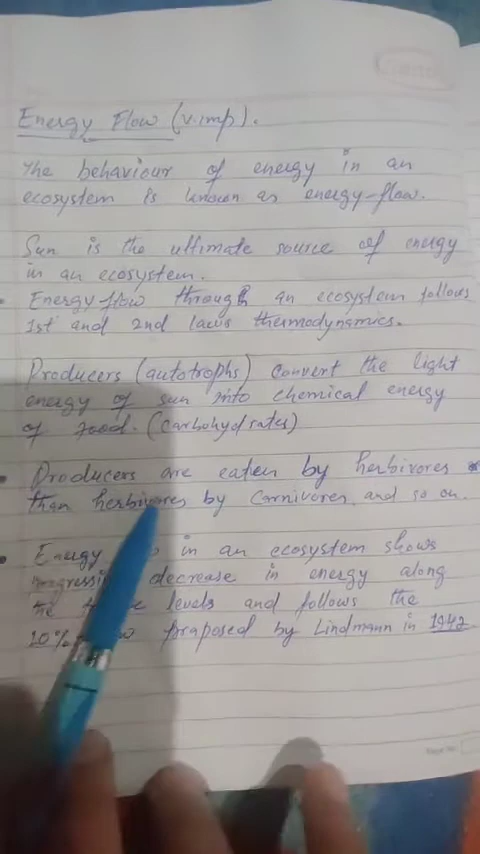 Energy Flow (v.imp).
The behaviour of energy in an
ecosystem is known as energy-flow.
Sun is the ultimate source of energy
in an ecosystem.
Energy flow through an ecosystem follows
1st and 2nd laws thermodynamics.
Producers (autotrophs) convert the light
energy of sun into chemical energy
of food. (carbohydrates)
Producers are eaten by herbivores
than herbivores by carnivores and so on.
Energy in an ecosystem shows
decrease in energy along
the levels and follows the
10% proposed by Lindmann in 1942